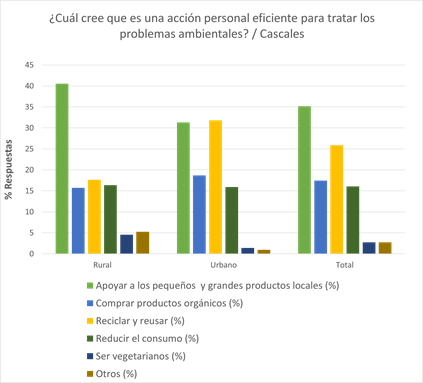 ¿Cuál cree que es una acción personal eficiente para tratar los
problemas ambientales? / Cascales
45
40
35
30
25
20
15
10
5
0
% Respuestas
Rural
Urbano
Total
Apoyar a los pequeños y grandes productos locales (%)
Comprar productos orgánicos (%)
Reciclar y reusar (%)
Reducir el consumo (%)
Ser vegetarianos (%)
Otros (%)